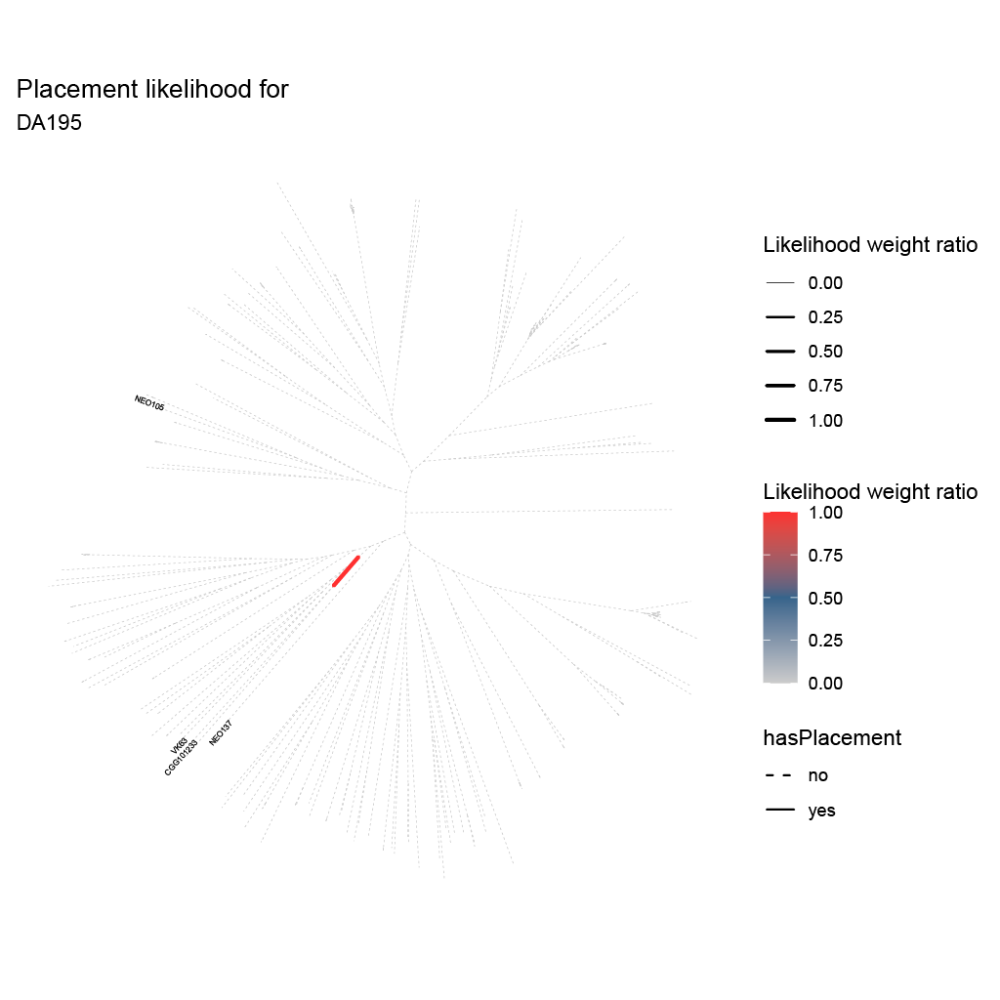 Placement likelihood for
DA195
Likelihood weight ratio
0.00
0.25
0.50
0.75
1.00
NEO105
Likelihood weight ratio
1.00
0.75
0.50
0.25
0.00
NEO137
VK63
CGG101233
hasPlacement
no
yes